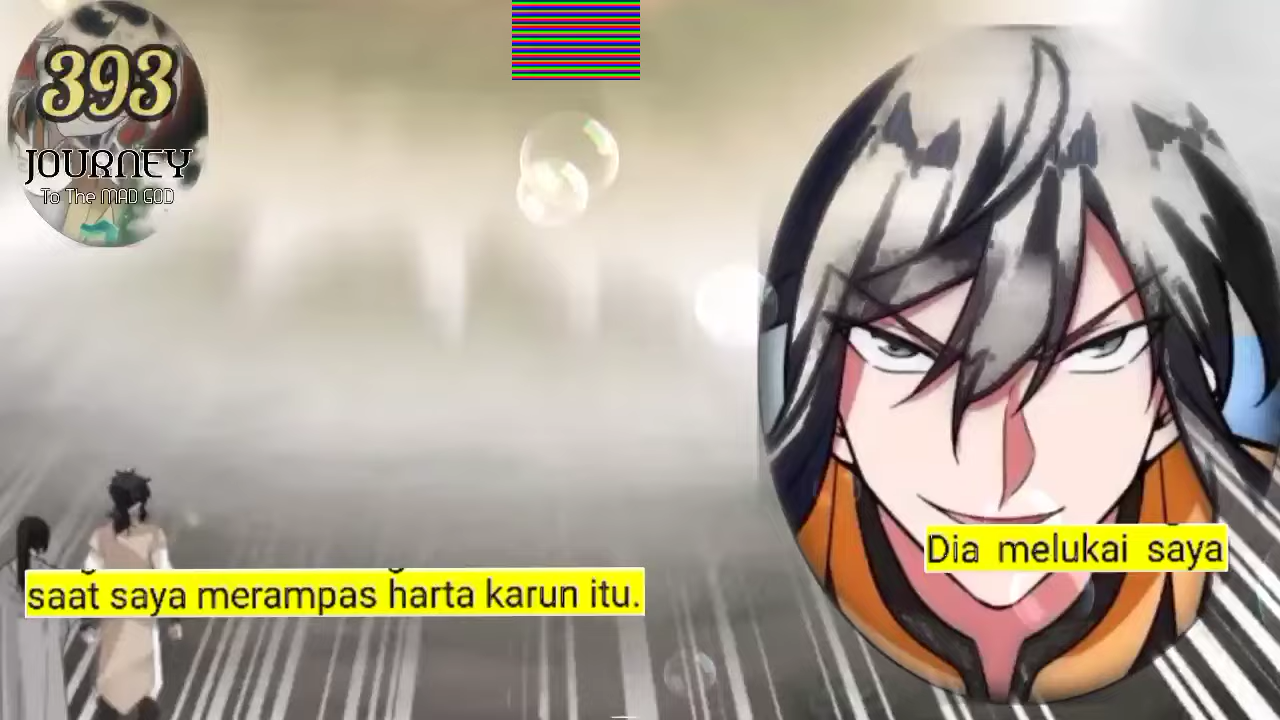 393
JOURNEY
To The MAD GOD
Dia melukai saya
saat saya merampas harta karun itu.